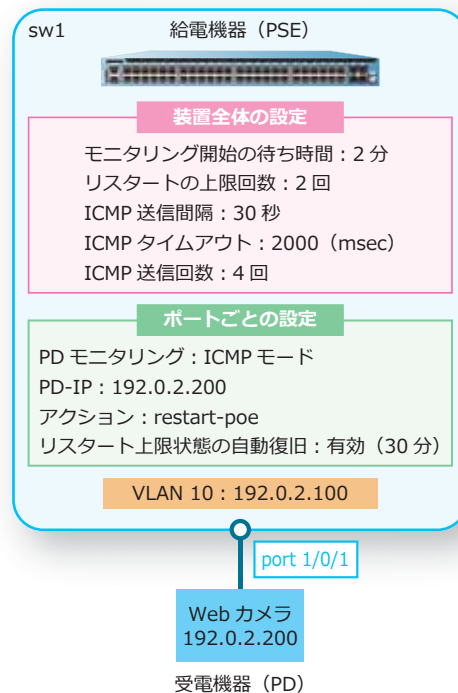 sw1
給電機器（PSE）
装置全体の設定
モニタリング開始の待ち時間：2 分
リスタートの上限回数：2 回
ICMP 送信間隔：30 秒
ICMP タイムアウト：2000（msec）
ICMP 送信回数：4 回
ポートごとの設定
PD モニタリング：ICMP モード
PD-IP：192.0.2.200
アクション：restart-poe
リスタート上限状態の自動復旧：有効（30 分）
VLAN 10：192.0.2.100
port 1/0/1
Web カメラ
192.0.2.200
受電機器（PD）